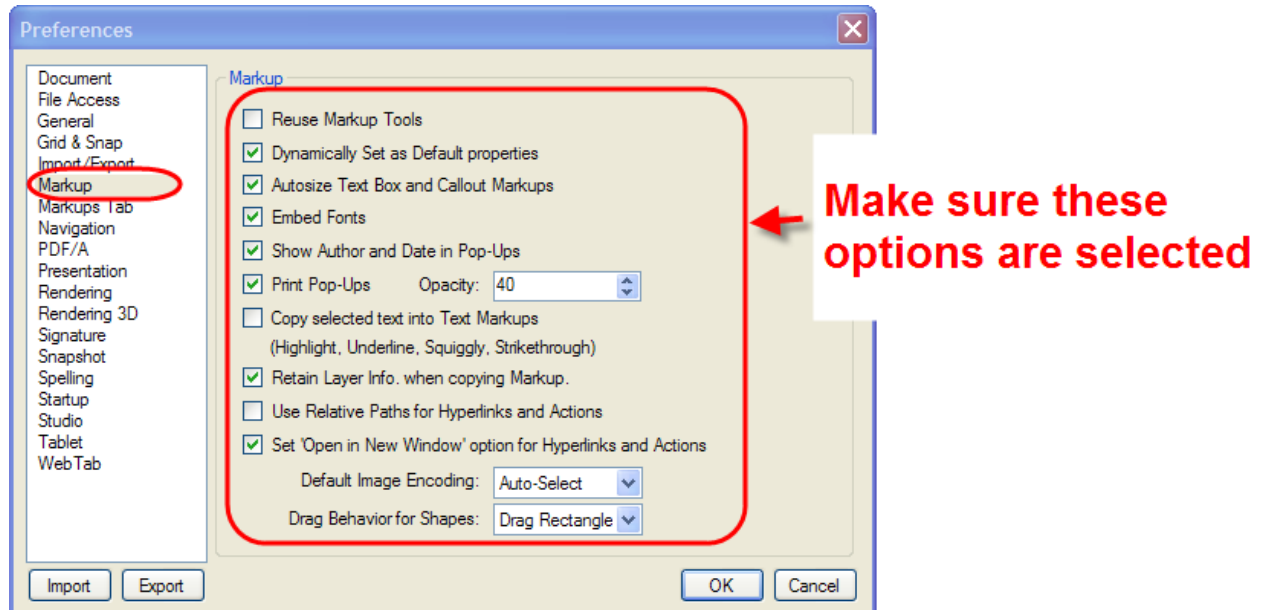 Preferences
Document
File Access
General
Grid & Snap
Import/Export
Markup
Markups Tab
Navigation
PDF/A
Presentation
Rendering
Rendering 3D
Signature
Snapshot
Spelling
Startup
Studio
Tablet
WebTab
Import
Export
Markup
Reuse Markup Tools
Dynamically Set as Default properties
Autosize Text Box and Callout Markups
Embed Fonts
Show Author and Date in Pop-Ups
Print Pop-Ups Opacity: 40
Copy selected text into Text Markups
(Highlight, Underline, Squiggly, Strikethrough)
Retain Layer Info. when copying Markup.
Use Relative Paths for Hyperlinks and Actions
Set 'Open in New Window' option for Hyperlinks and Actions
Default Image Encoding: Auto-Select
Drag Behavior for Shapes: Drag Rectangle
OK
Cancel
Make sure these
options are selected